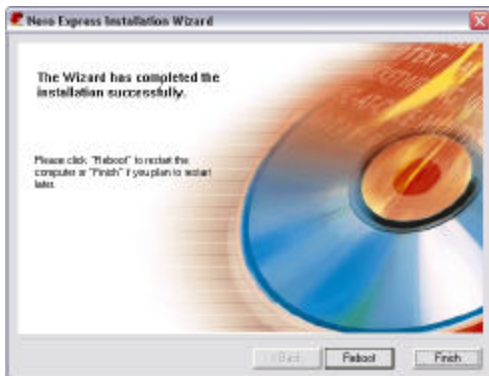 Nero Express Installation Wizard
The Wizard has completed the
installation successfully.
Please click "Reboot" to restart the
computer or "Finish" if you plan to restart
later.
< Back
Reboot
Finish